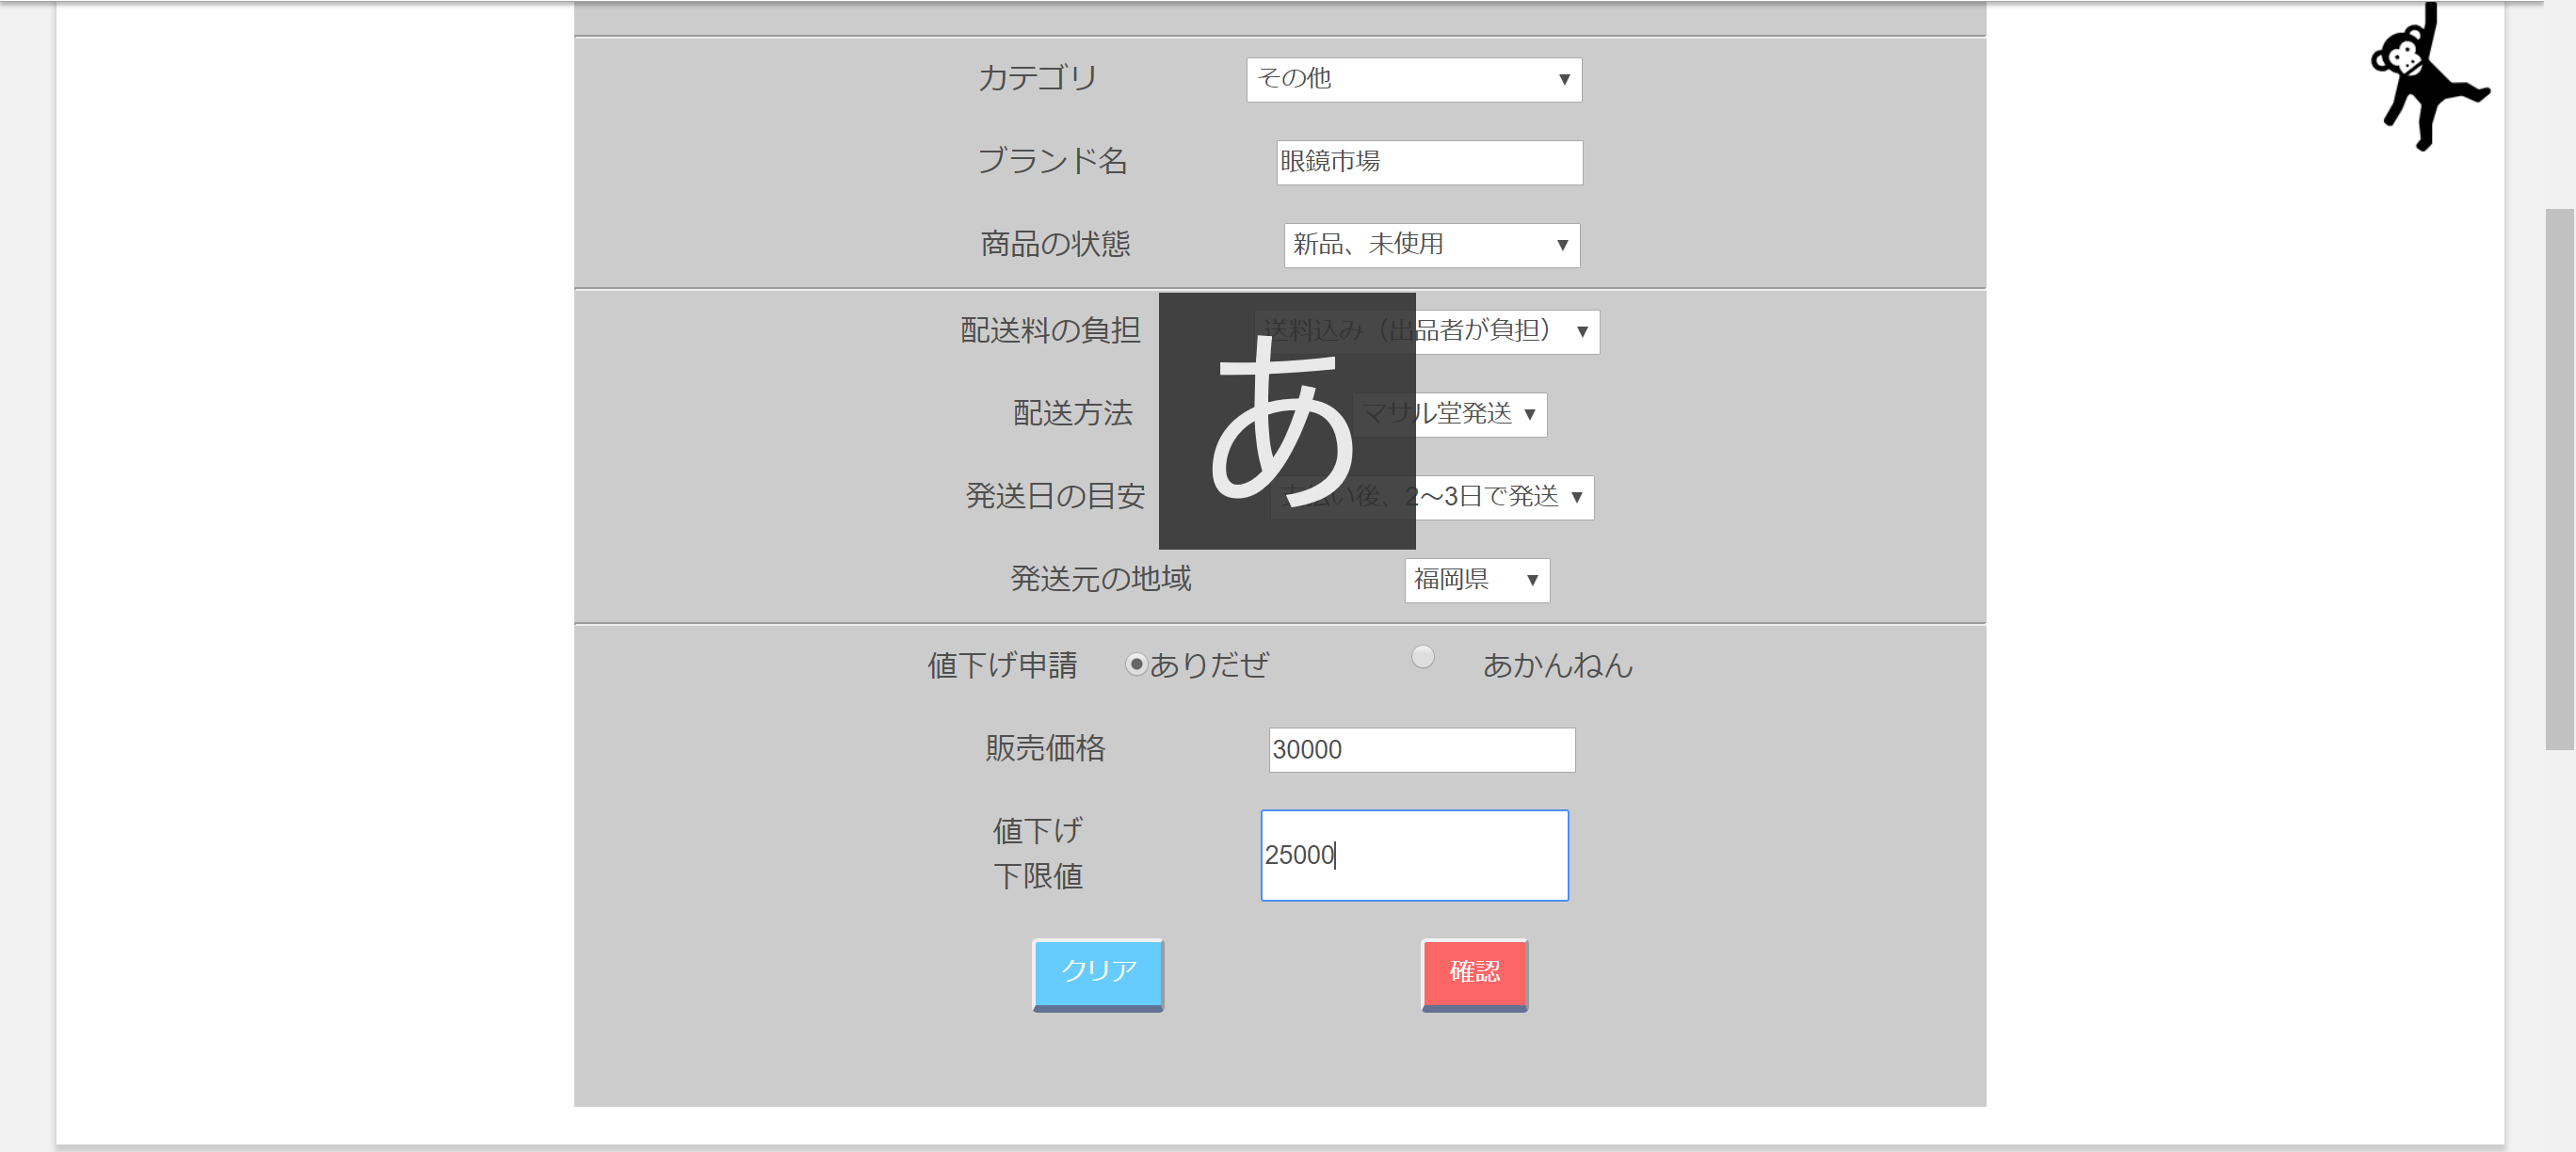 カテゴリ その他
ブランド名 眼鏡市場
商品の状態 新品、未使用
配送料の負担 送料込み（出品者が負担）
配送方法 マサル堂発送
発送日の目安 支払い後、2～3日で発送
あ
発送元の地域 福岡県
値下げ申請 ありだぜ あかんねん
販売価格 30000
値下げ
下限値 25000
クリア 確認